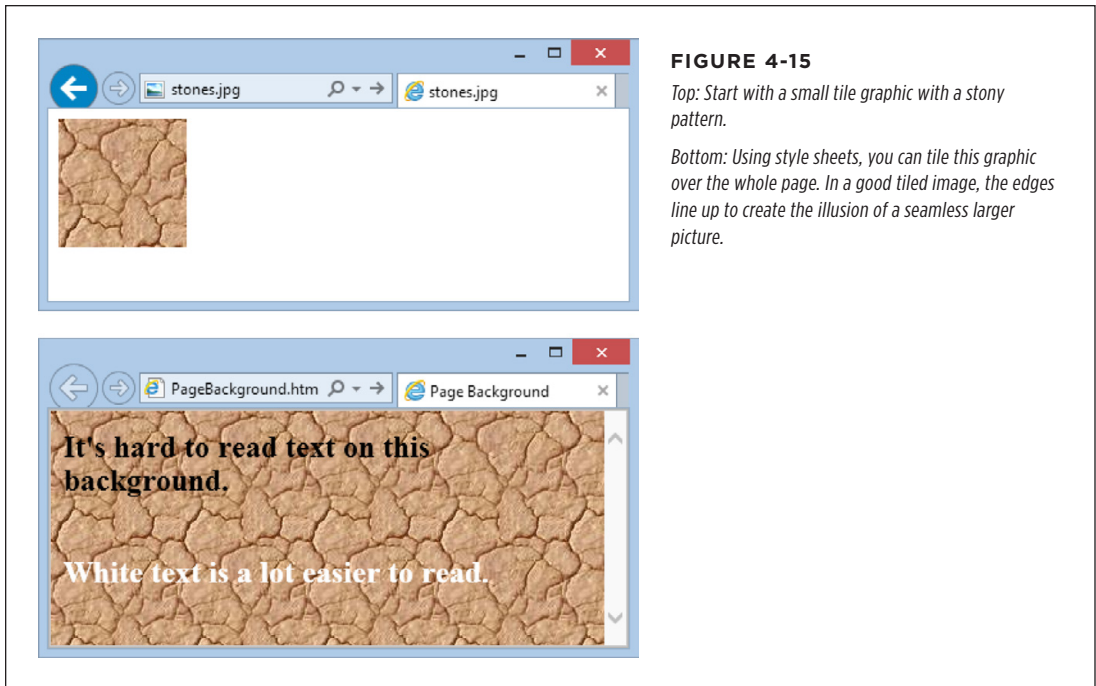 stones.jpg
stones.jpg
FIGURE 4-15
Top: Start with a small tile graphic with a stony
pattern.
Bottom: Using style sheets, you can tile this graphic
over the whole page. In a good tiled image, the edges
line up to create the illusion of a seamless larger
picture.
PageBackground.htm
Page Background
It's hard to read text on this
background.
White text is a lot easier to read.